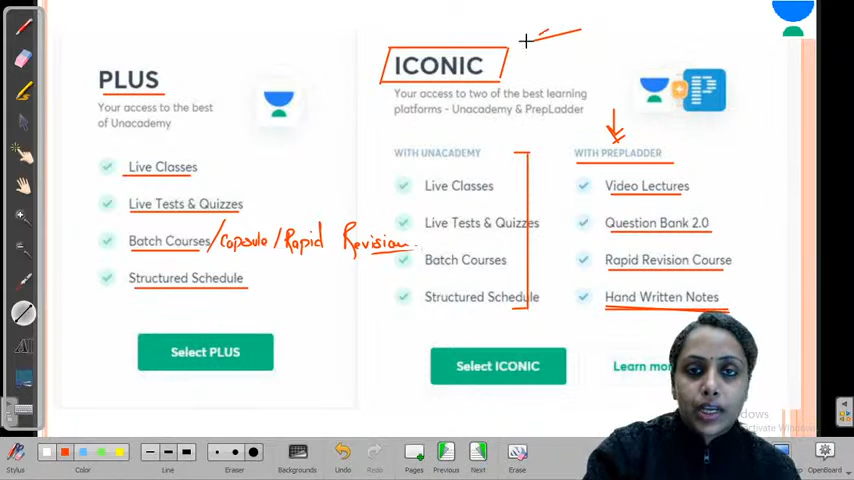 PLUS
Your access to the best
of Unacademy
Live Classes
Live Tests & Quizzes
Batch Courses/Capsule/Rapid Revision
Structured Schedule
Select PLUS
ICONIC
Your access to two of the best learning
platforms - Unacademy & PrepLadder
WITH UNACADEMY
Live Classes
Live Tests & Quizzes
Batch Courses
Structured Schedule
WITH PREPLADDER
Video Lectures
Question Bank 2.0
Rapid Revision Course
Hand Written Notes
Select ICONIC
Learn
Activate Windows
Stylus
Color
Line
Eraser
Backgrounds
Undo
Redo
Pages
Previous
Next
Erase
OpenBoard